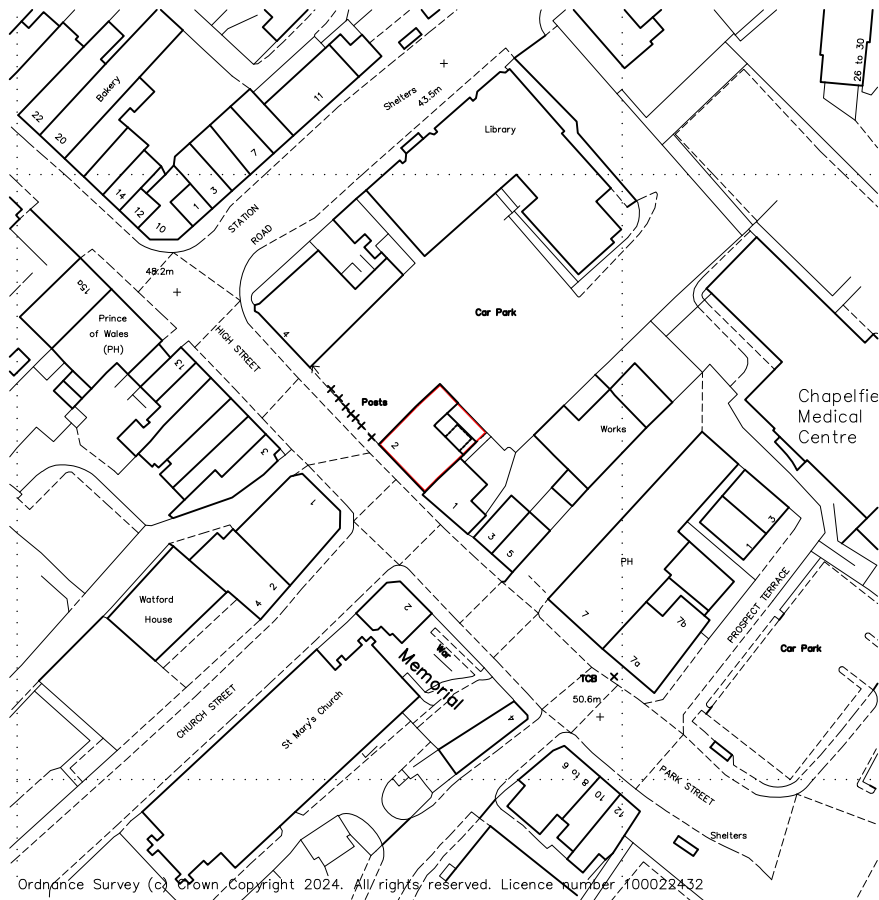 26 to 30
22
20
Bakery
11
Shelters
43.5m
Library
14
12
10
1
3
7
STATION
ROAD
48.2m
15a
Prince
of Wales
(PH)
HIGH STREET
4
Car Park
Posts
13
3
2
1
3
5
Works
Chapelfie
Medical
Centre
1
2
4
Watford
House
PH
7
7a
7b
1
3
PROSPECT TERRACE
Car Park
2
War
Memorial
TCB
50.6m
CHURCH STREET
St Mary's Church
4
8 to 6
10
12
PARK STREET
Shelters
Ordnance Survey (c) Crown Copyright 2024. All rights reserved. Licence number 100022432